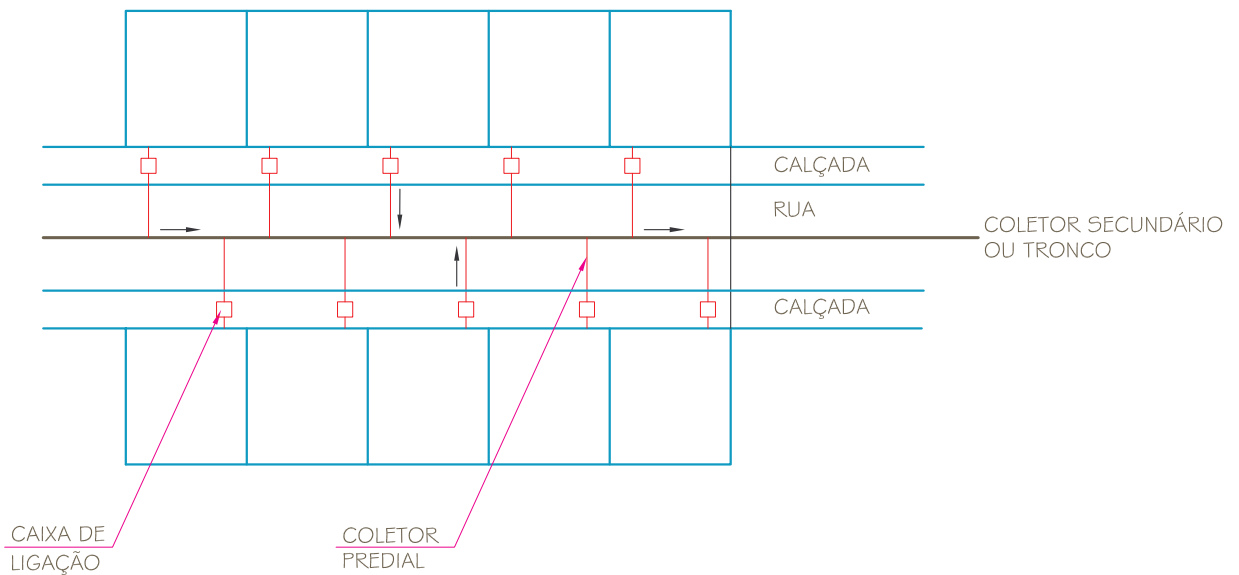 CALÇADA
RUA
COLETOR SECUNDÁRIO
OU TRONCO
CALÇADA
CAIXA DE
LIGAÇÃO
COLETOR
PREDIAL